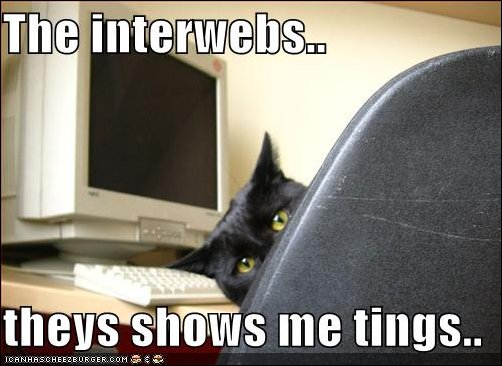 The interwebs..
theys shows me tings..
ICANHASCHEEZBURGER.COM